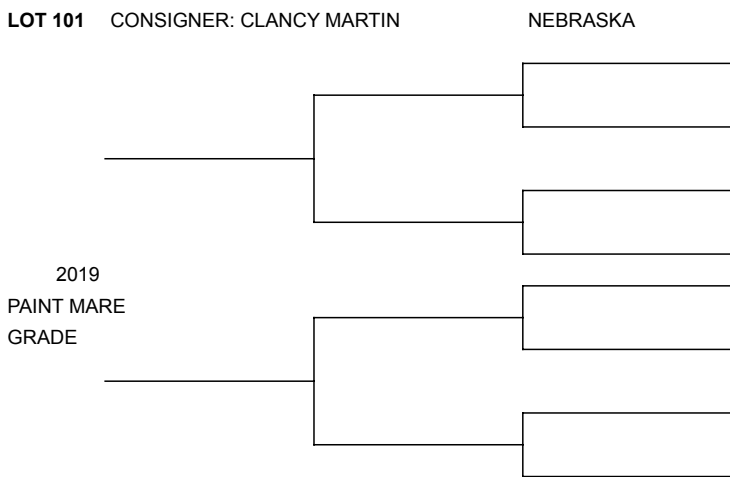 LOT 101 CONSIGNER: CLANCY MARTIN NEBRASKA
2019
PAINT MARE
GRADE